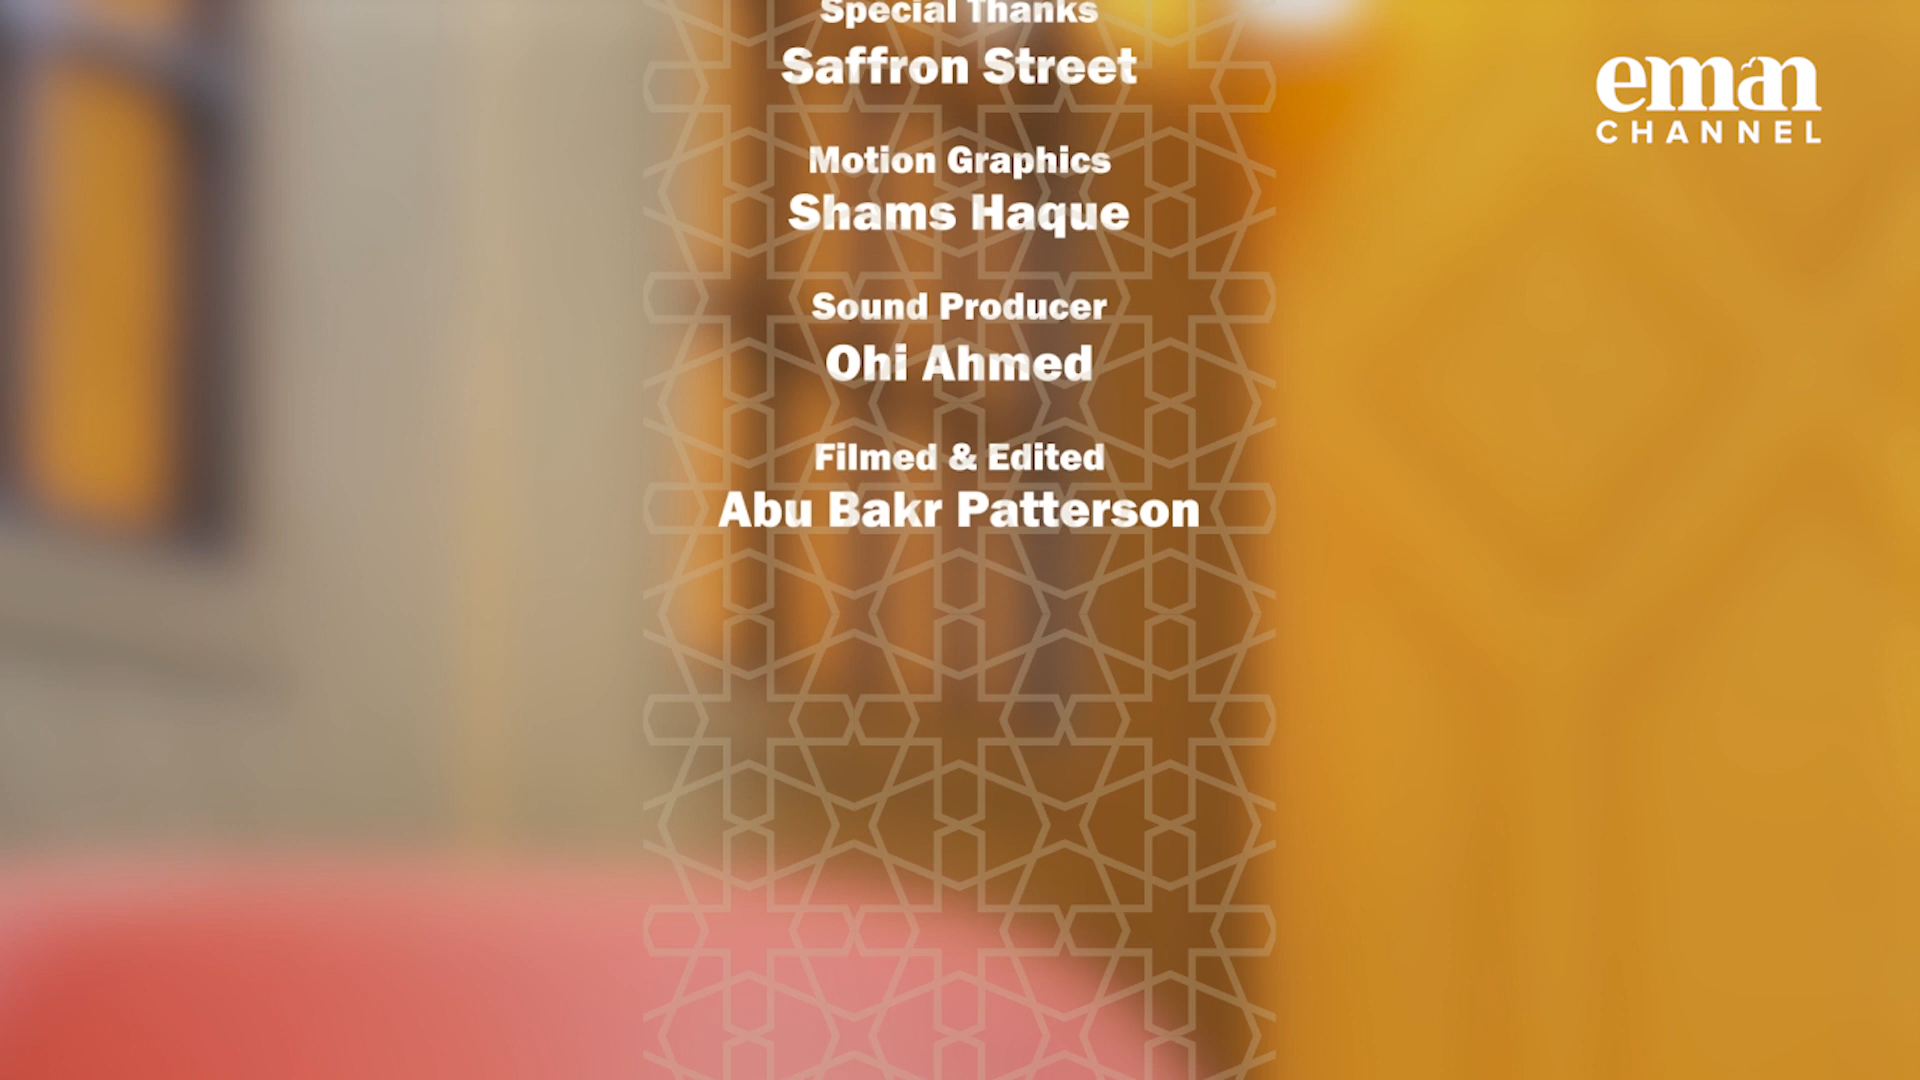 Special Thanks
Saffron Street
Motion Graphics
Shams Haque
Sound Producer
Ohi Ahmed
Filmed & Edited
Abu Bakr Patterson
eman
CHANNEL